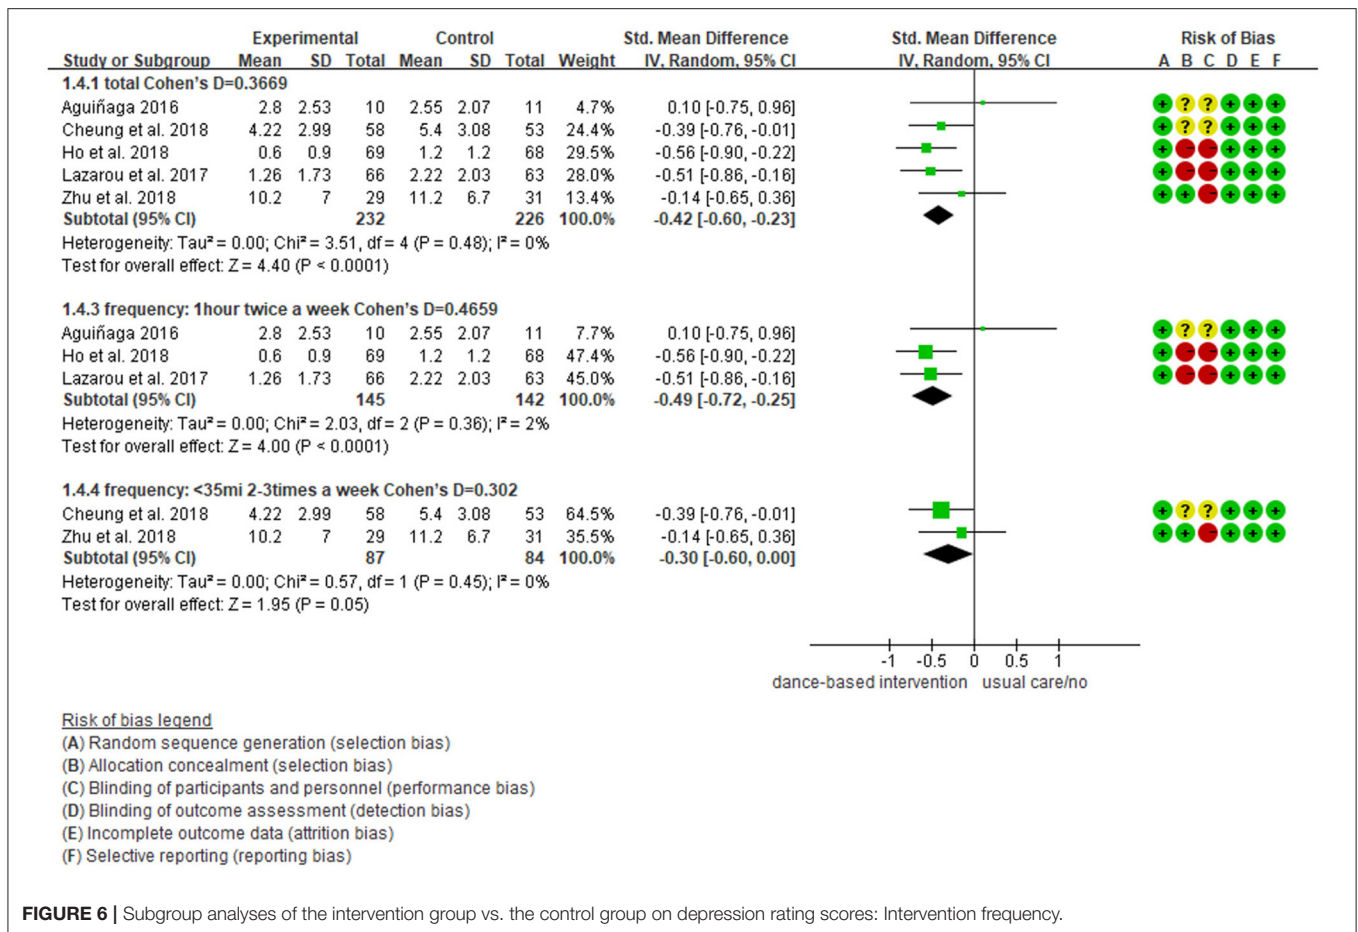 Experimental Control Std. Mean Difference Std. Mean Difference Risk of Bias
Study or Subgroup Mean SD Total Mean SD Total Weight IV, Random, 95% CI IV, Random, 95% CI A B C D E F
1.4.1 total Cohen's D=0.3669
Aguiñaga 2016 2.8 2.53 10 2.55 2.07 11 4.7% 0.10 [-0.75, 0.96] + ? ? + + +
Cheung et al. 2018 4.22 2.99 58 5.4 3.08 53 24.4% -0.39 [-0.76, -0.01] + ? ? + + +
Ho et al. 2018 0.6 0.9 69 1.2 1.2 68 29.5% -0.56 [-0.90, -0.22] + - - + + +
Lazarou et al. 2017 1.26 1.73 66 2.22 2.03 63 28.0% -0.51 [-0.86, -0.16] + - - + + +
Zhu et al. 2018 10.2 7 29 11.2 6.7 31 13.4% -0.14 [-0.65, 0.36] + + - + + +
Subtotal (95% CI) 232 226 100.0% -0.42 [-0.60, -0.23]
Heterogeneity: Tau² = 0.00; Chi² = 3.51, df = 4 (P = 0.48); I² = 0%
Test for overall effect: Z = 4.40 (P < 0.0001)
1.4.3 frequency: 1hour twice a week Cohen's D=0.4659
Aguiñaga 2016 2.8 2.53 10 2.55 2.07 11 7.7% 0.10 [-0.75, 0.96] + ? ? + + +
Ho et al. 2018 0.6 0.9 69 1.2 1.2 68 47.4% -0.56 [-0.90, -0.22] + - - + + +
Lazarou et al. 2017 1.26 1.73 66 2.22 2.03 63 45.0% -0.51 [-0.86, -0.16] + - - + + +
Subtotal (95% CI) 145 142 100.0% -0.49 [-0.72, -0.25]
Heterogeneity: Tau² = 0.00; Chi² = 2.03, df = 2 (P = 0.36); I² = 2%
Test for overall effect: Z = 4.00 (P < 0.0001)
1.4.4 frequency: <35mi 2-3times a week Cohen's D=0.302
Cheung et al. 2018 4.22 2.99 58 5.4 3.08 53 64.5% -0.39 [-0.76, -0.01] + ? ? + + +
Zhu et al. 2018 10.2 7 29 11.2 6.7 31 35.5% -0.14 [-0.65, 0.36] + + - + + +
Subtotal (95% CI) 87 84 100.0% -0.30 [-0.60, 0.00]
Heterogeneity: Tau² = 0.00; Chi² = 0.57, df = 1 (P = 0.45); I² = 0%
Test for overall effect: Z = 1.95 (P = 0.05)
-1 -0.5 0 0.5 1
dance-based intervention usual care/no
Risk of bias legend
(A) Random sequence generation (selection bias)
(B) Allocation concealment (selection bias)
(C) Blinding of participants and personnel (performance bias)
(D) Blinding of outcome assessment (detection bias)
(E) Incomplete outcome data (attrition bias)
(F) Selective reporting (reporting bias)
FIGURE 6 | Subgroup analyses of the intervention group vs. the control group on depression rating scores: Intervention frequency.